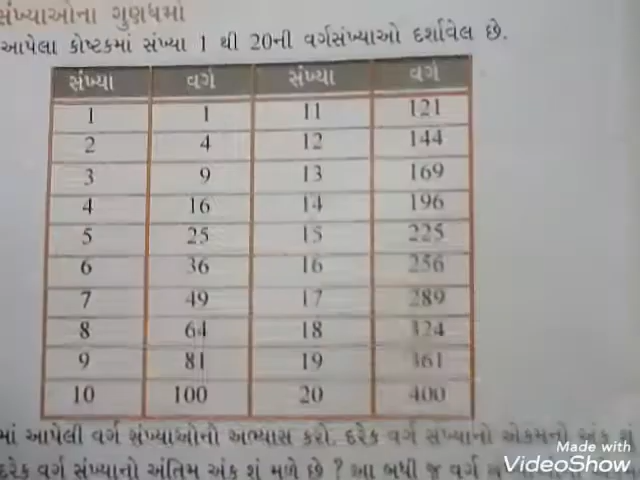 સંખ્યાઓના ગુણધર્મો
આપેલા કોષ્ટકમાં સંખ્યા 1 થી 20ની વર્ગસંખ્યાઓ દર્શાવેલ છે.
સંખ્યા વર્ગ સંખ્યા વર્ગ
1 1 11 121
2 4 12 144
3 9 13 169
4 16 14 196
5 25 15 225
6 36 16 256
7 49 17 289
8 64 18 324
9 81 19 361
10 100 20 400
માં આપેલી વર્ગ સંખ્યાઓનો અભ્યાસ કરો. દરેક વર્ગ સંખ્યાનો એકમનો અંક શું
દરેક વર્ગ સંખ્યાનો અંતિમ અંક શું મળે છે ? આ બધી જ વર્ગ
Made with
VideoShow